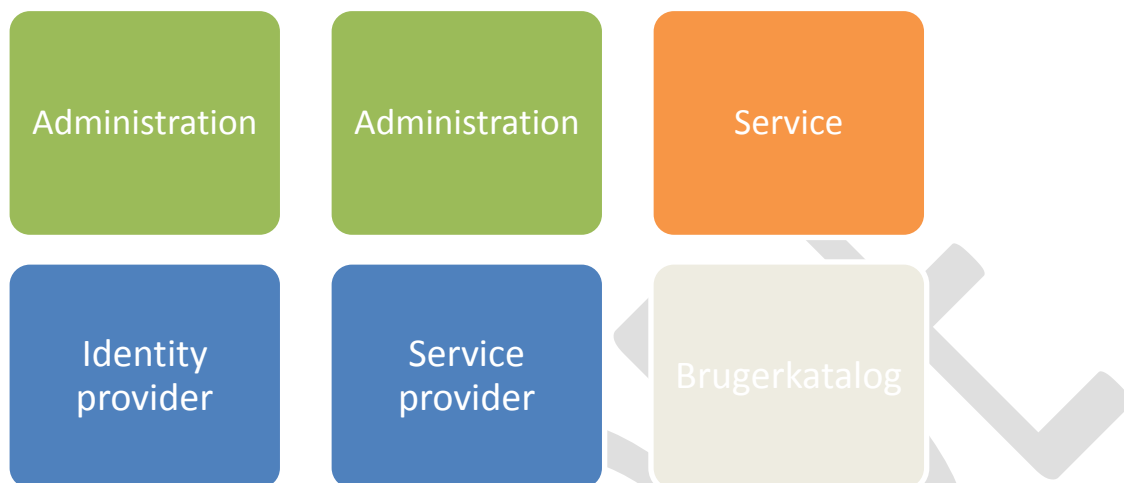 Administration
Administration
Service
Identity
provider
Service
provider
Brugerkatalog